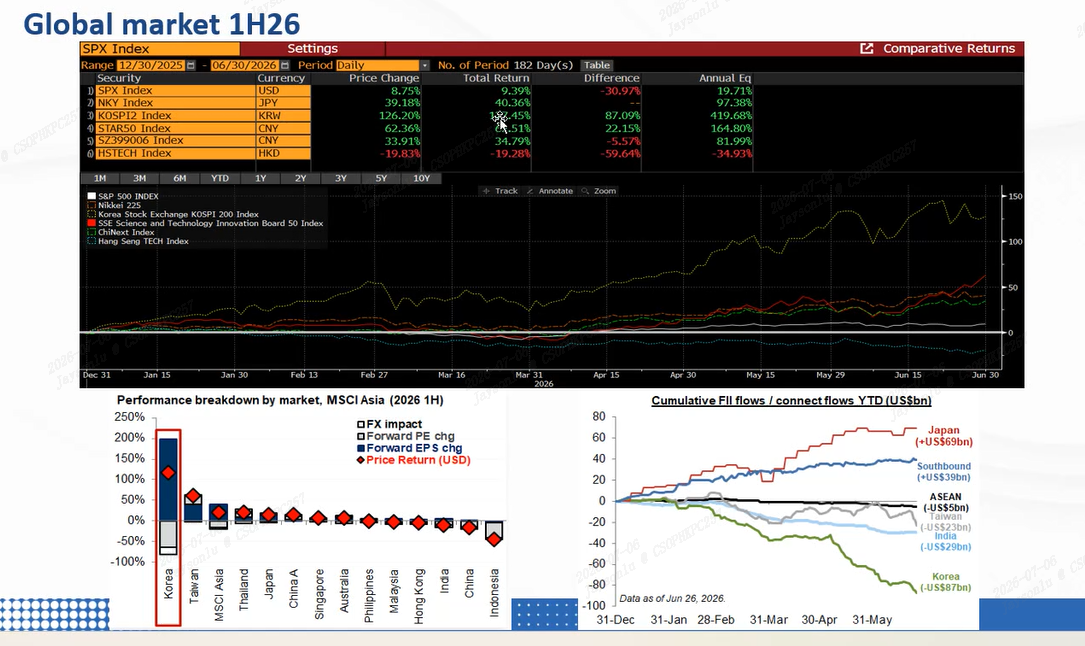 Global market 1H26
SPX Index Settings Comparative Returns
Range 12/30/2025 - 06/30/2026 Period Daily No. of Period 182 Day(s) Table
Security Currency Price Change Total Return Difference Annual Eq
1) SPX Index USD 8.75% 9.39% -30.97% 19.71%
2) NKY Index JPY 39.18% 40.36% -- 97.38%
3) KOSPI2 Index KRW 126.20% .45% 87.09% 419.68%
4) STAR50 Index CNY 62.36% .51% 22.15% 164.80%
5) SZ399006 Index CNY 33.91% 34.79% -5.57% 81.99%
6) HSTECH Index HKD -19.83% -19.28% -59.64% -34.93%
1M 3M 6M YTD 1Y 2Y 3Y 5Y 10Y
Track Annotate Zoom
S&P 500 INDEX
Nikkei 225
Korea Stock Exchange KOSPI 200 Index
SSE Science and Technology Innovation Board 50 Index
ChiNext Index
Hang Seng TECH Index
150
100
50
0
Dec 31 Jan 15 Jan 30 Feb 13 Feb 27 Mar 16 Mar 31 Apr 15 Apr 30 May 15 May 29 Jun 15 Jun 30
2026
Performance breakdown by market, MSCI Asia (2026 1H)
250%
200%
150%
100%
50%
0%
-50%
-100%
FX impact
Forward PE chg
Forward EPS chg
Price Return (USD)
Korea
Taiwan
MSCI Asia
Thailand
Japan
China A
Singapore
Australia
Philippines
Malaysia
Hong Kong
India
China
Indonesia
Cumulative FII flows / connect flows YTD (US$bn)
80
60
40
20
0
-20
-40
-60
-80
-100
Japan
(+US$69bn)
Southbound
(+US$39bn)
ASEAN
(-US$5bn)
Taiwan
(-US$23bn)
India
(-US$29bn)
Korea
(-US$87bn)
Data as of Jun 26, 2026.
31-Dec 31-Jan 28-Feb 31-Mar 30-Apr 31-May